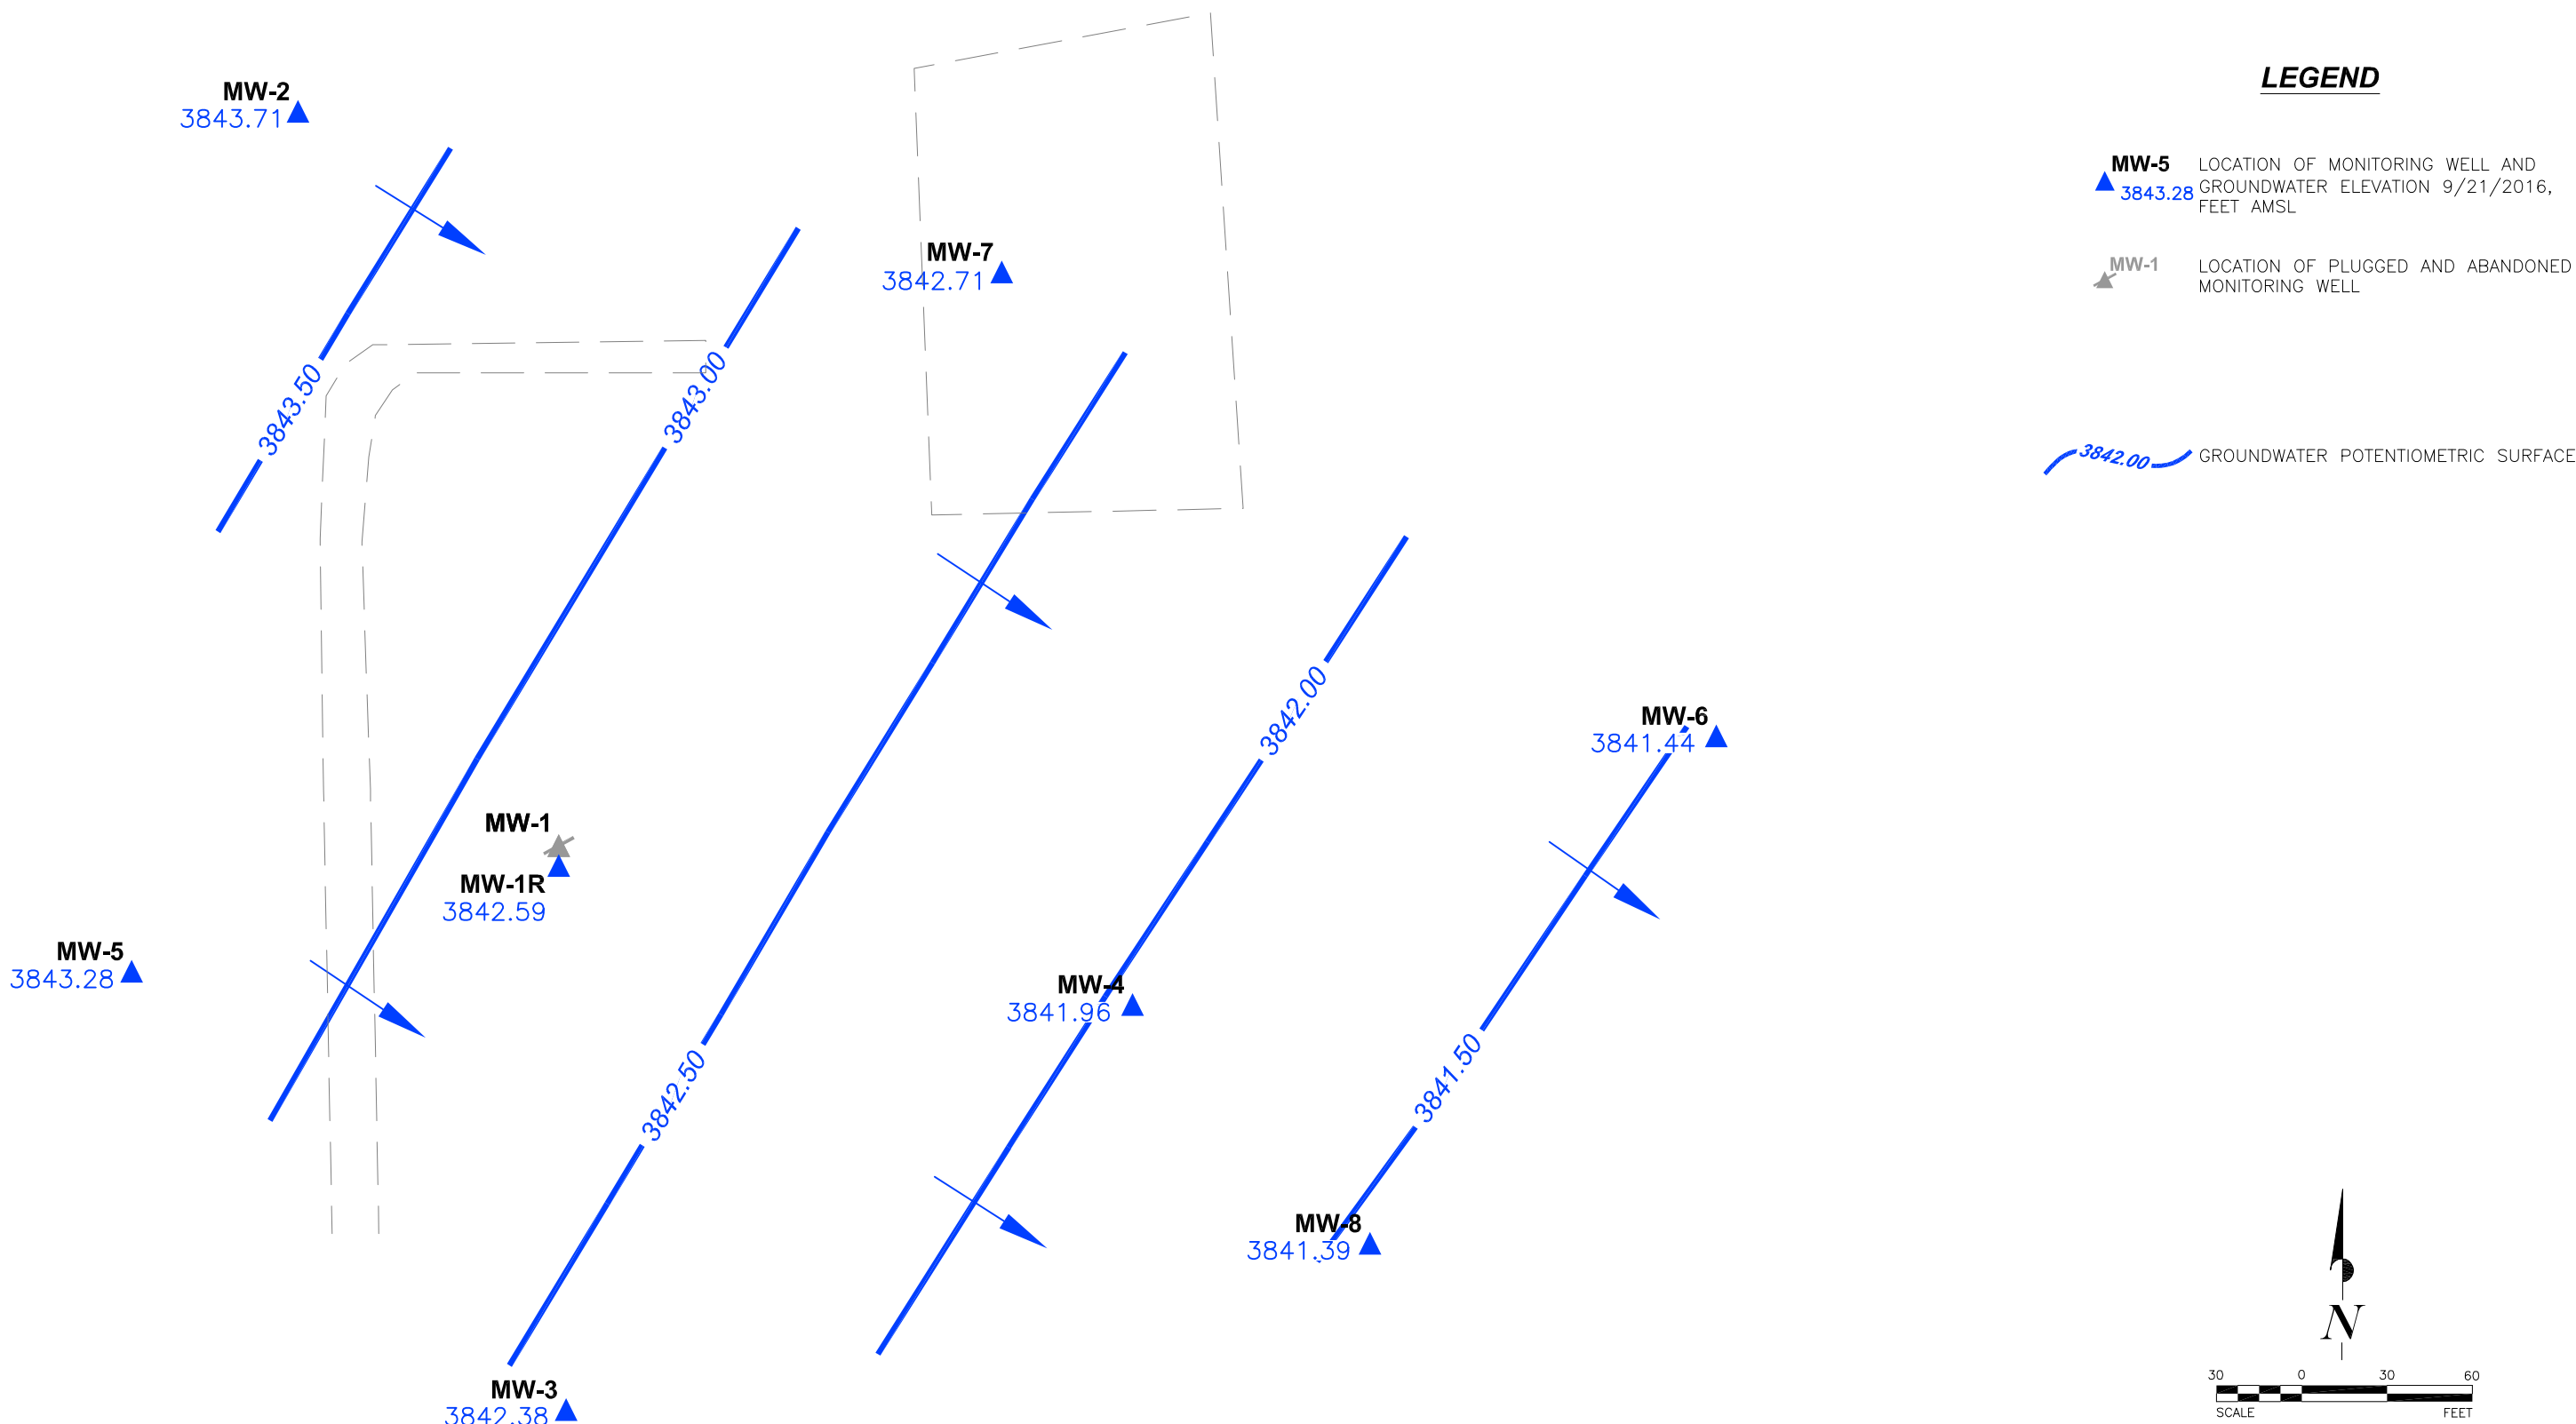 LEGEND
MW-2
3843.71
MW-5
3843.28
LOCATION OF MONITORING WELL AND
GROUNDWATER ELEVATION 9/21/2016,
FEET AMSL
MW-7
3842.71
MW-1
LOCATION OF PLUGGED AND ABANDONED
MONITORING WELL
3843.50
3843.00
3842.00
GROUNDWATER POTENTIOMETRIC SURFACE
3842.00
MW-6
3841.44
MW-1
MW-1R
3842.59
MW-5
3843.28
MW-4
3841.96
3842.50
3841.50
MW-8
3841.39
N
MW-3
3842.38
30 0 30 60
SCALE FEET